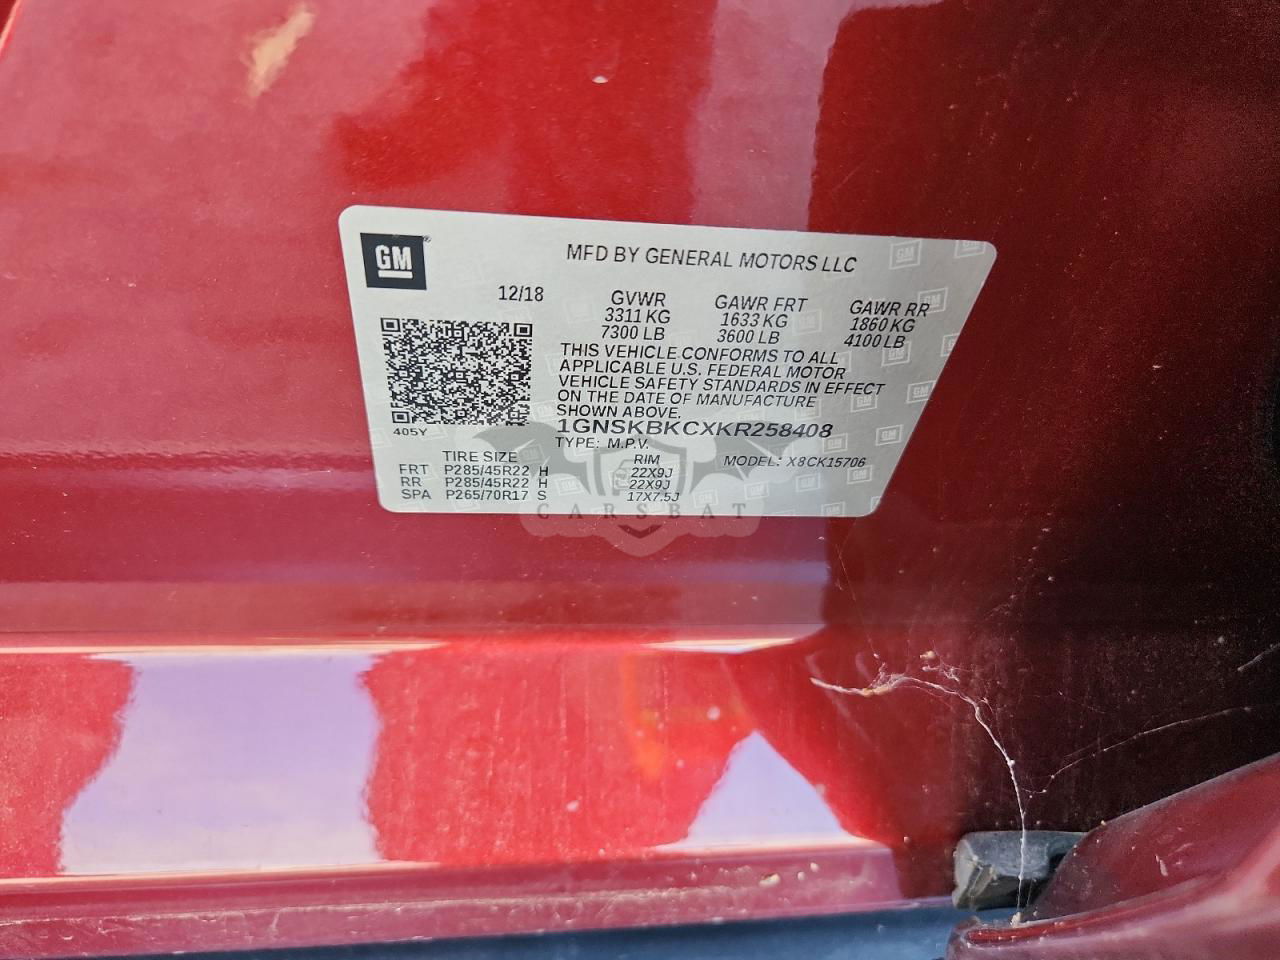 GM
MFD BY GENERAL MOTORS LLC
12/18
GVWR GAWR FRT GAWR RR
3311 KG 1633 KG 1860 KG
7300 LB 3600 LB 4100 LB
THIS VEHICLE CONFORMS TO ALL
APPLICABLE U.S. FEDERAL MOTOR
VEHICLE SAFETY STANDARDS IN EFFECT
ON THE DATE OF MANUFACTURE
SHOWN ABOVE.
405Y
1GNSKBKCXKR258408
TYPE: M.P.V. MODEL: X8CK15706
TIRE SIZE RIM
FRT P285/45R22 H 22X9J
RR P285/45R22 H 22X9J
SPA P265/70R17 S 17X7.5J
CARSBAT